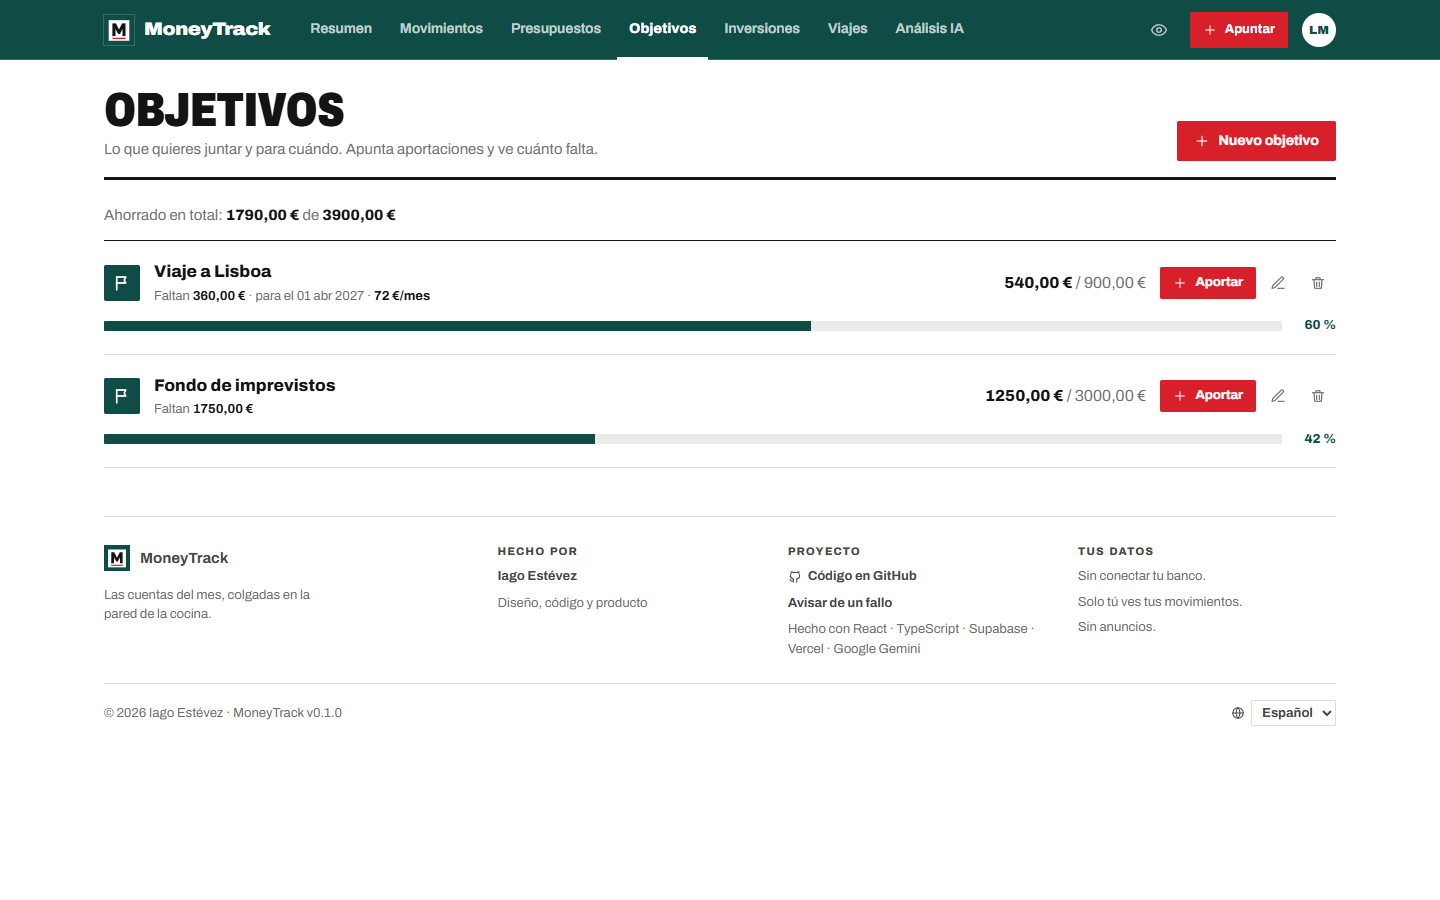 M MoneyTrack Resumen Movimientos Presupuestos Objetivos Inversiones Viajes Análisis IA + Apuntar LM
OBJETIVOS
Lo que quieres juntar y para cuándo. Apunta aportaciones y ve cuánto falta.
+ Nuevo objetivo
Ahorrado en total: 1790,00 € de 3900,00 €
Viaje a Lisboa
Faltan 360,00 € · para el 01 abr 2027 · 72 €/mes
540,00 € / 900,00 € + Aportar
60 %
Fondo de imprevistos
Faltan 1750,00 €
1250,00 € / 3000,00 € + Aportar
42 %
M MoneyTrack
Las cuentas del mes, colgadas en la
pared de la cocina.
HECHO POR
Iago Estévez
Diseño, código y producto
PROYECTO
Código en GitHub
Avisar de un fallo
Hecho con React · TypeScript · Supabase ·
Vercel · Google Gemini
TUS DATOS
Sin conectar tu banco.
Solo tú ves tus movimientos.
Sin anuncios.
© 2026 Iago Estévez · MoneyTrack v0.1.0
Español